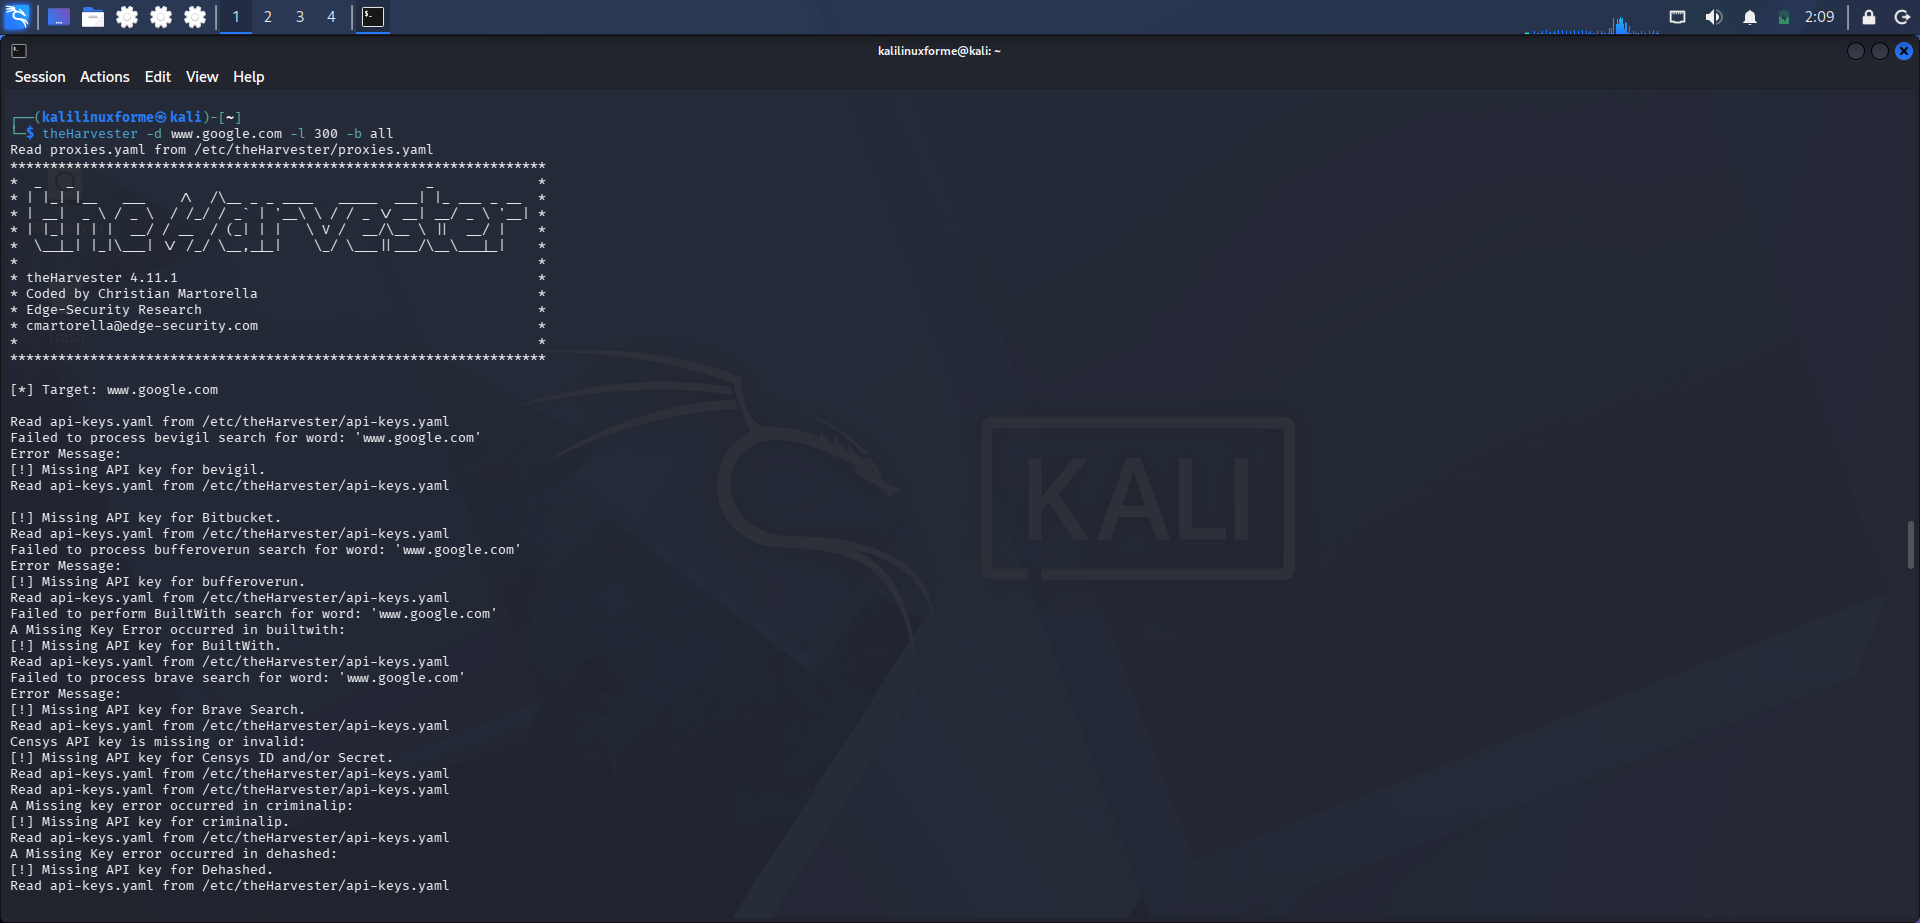 1 2 3 4 2:09
kalilinuxforme@kali: ~
Session Actions Edit View Help
┌──(kalilinuxforme㉿kali)-[~]
└─$ theHarvester -d www.google.com -l 300 -b all
Read proxies.yaml from /etc/theHarvester/proxies.yaml
*******************************************************************
theHarvester
* theHarvester 4.11.1 *
* Coded by Christian Martorella *
* Edge-Security Research *
* cmartorella@edge-security.com *
* *
*******************************************************************
[*] Target: www.google.com
Read api-keys.yaml from /etc/theHarvester/api-keys.yaml
Failed to process bevigil search for word: 'www.google.com'
Error Message:
[!] Missing API key for bevigil.
Read api-keys.yaml from /etc/theHarvester/api-keys.yaml
[!] Missing API key for Bitbucket.
Read api-keys.yaml from /etc/theHarvester/api-keys.yaml
Failed to process bufferoverun search for word: 'www.google.com'
Error Message:
[!] Missing API key for bufferoverun.
Read api-keys.yaml from /etc/theHarvester/api-keys.yaml
Failed to perform BuiltWith search for word: 'www.google.com'
A Missing Key Error occurred in builtwith:
[!] Missing API key for BuiltWith.
Read api-keys.yaml from /etc/theHarvester/api-keys.yaml
Failed to process brave search for word: 'www.google.com'
Error Message:
[!] Missing API key for Brave Search.
Read api-keys.yaml from /etc/theHarvester/api-keys.yaml
Censys API key is missing or invalid:
[!] Missing API key for Censys ID and/or Secret.
Read api-keys.yaml from /etc/theHarvester/api-keys.yaml
Read api-keys.yaml from /etc/theHarvester/api-keys.yaml
A Missing key error occurred in criminalip:
[!] Missing API key for criminalip.
Read api-keys.yaml from /etc/theHarvester/api-keys.yaml
A Missing Key error occurred in dehashed:
[!] Missing API key for Dehashed.
Read api-keys.yaml from /etc/theHarvester/api-keys.yaml
Trash
KALI